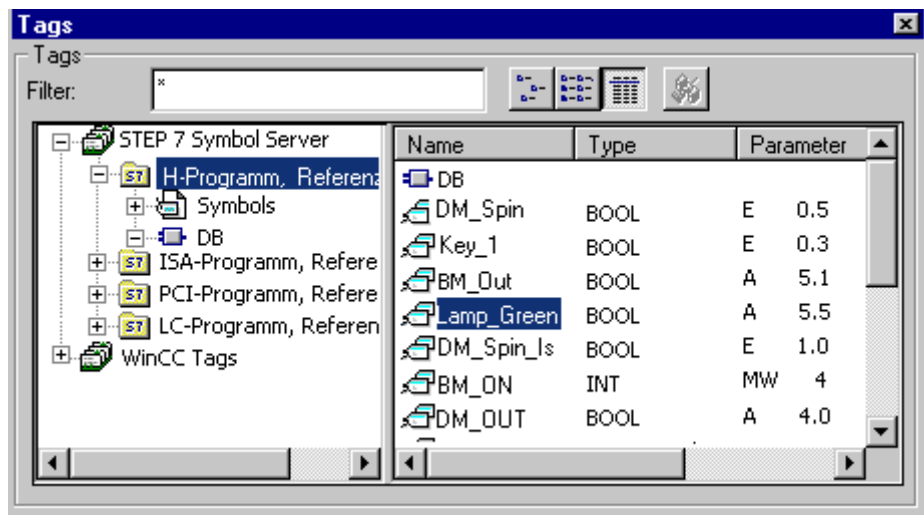 Tags
Tags
Filter: *
STEP 7 Symbol Server
H-Programm, Referenz
Symbols
DB
ISA-Programm, Refere
PCI-Programm, Refere
LC-Programm, Referen
WinCC Tags
Name Type Parameter
DB
DM_Spin BOOL E 0.5
Key_1 BOOL E 0.3
BM_Out BOOL A 5.1
Lamp_Green BOOL A 5.5
DM_Spin_Is BOOL E 1.0
BM_ON INT MW 4
DM_OUT BOOL A 4.0